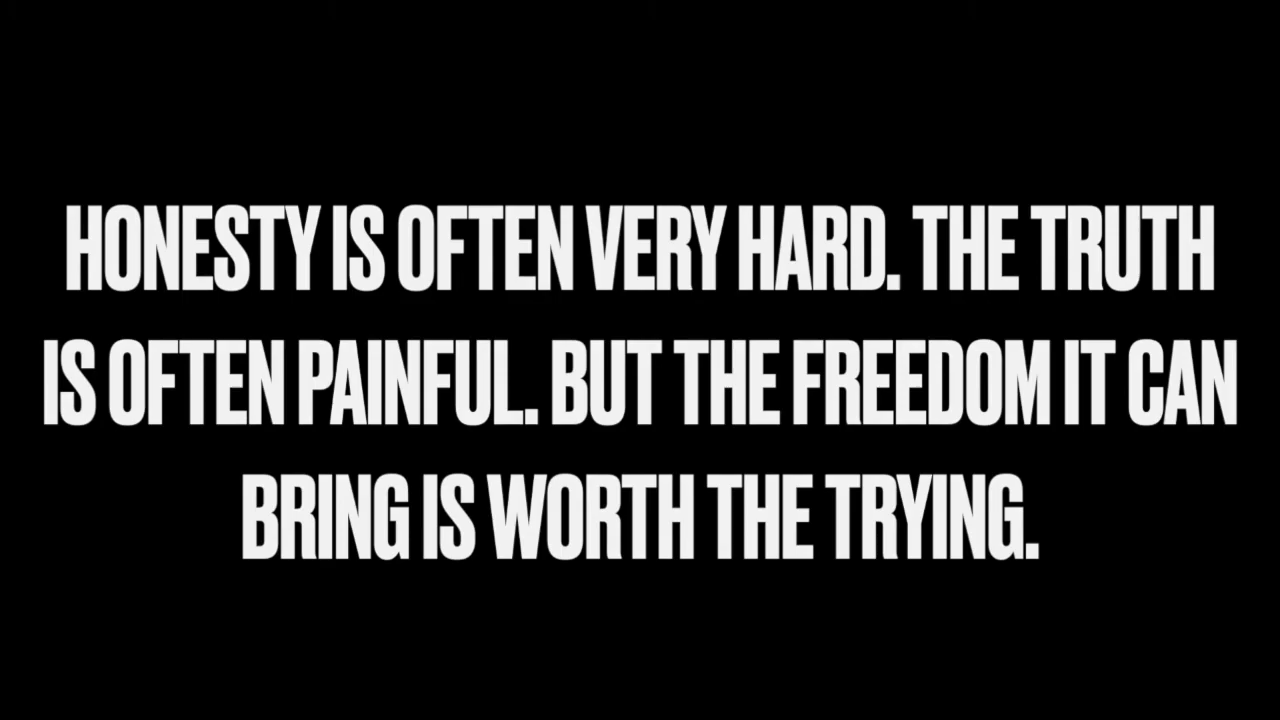 HONESTY IS OFTEN VERY HARD. THE TRUTH
IS OFTEN PAINFUL. BUT THE FREEDOM IT CAN
BRING IS WORTH THE TRYING.